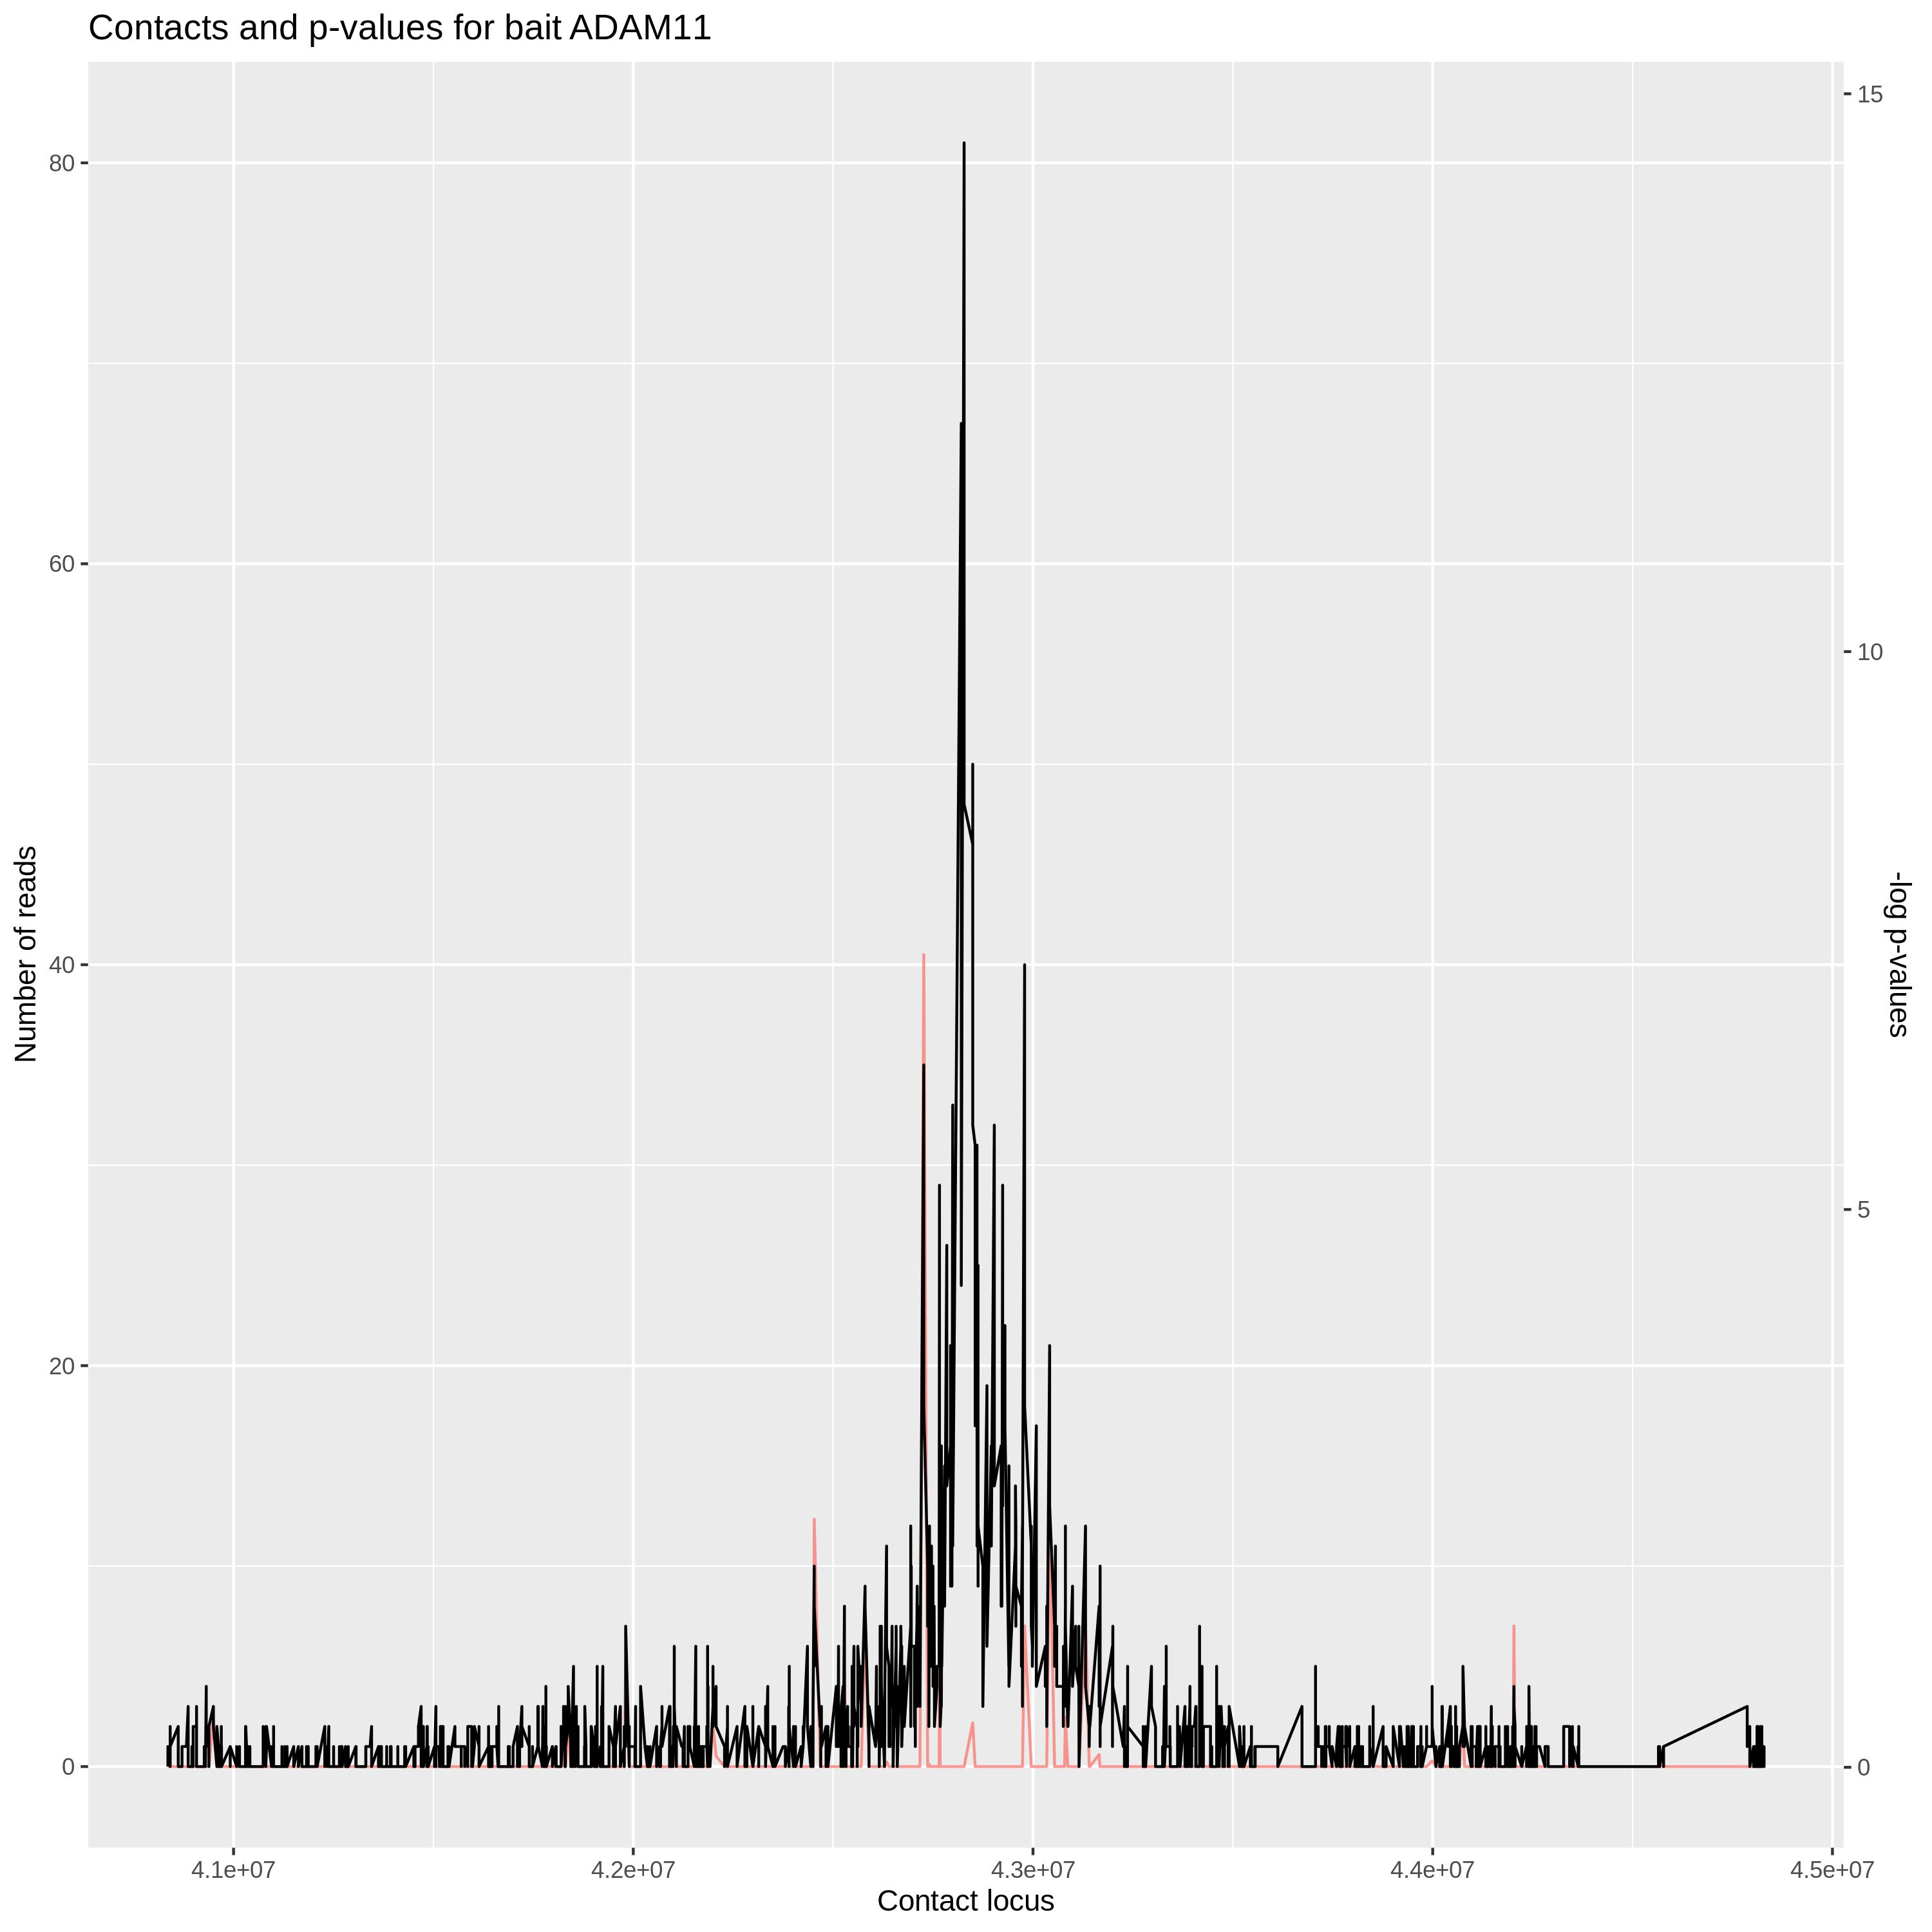 Contacts and p-values for bait ADAM11
Number of reads
80
60
40
20
0
15
10
5
0
-log p-values
4.1e+07 4.2e+07 4.3e+07 4.4e+07 4.5e+07
Contact locus